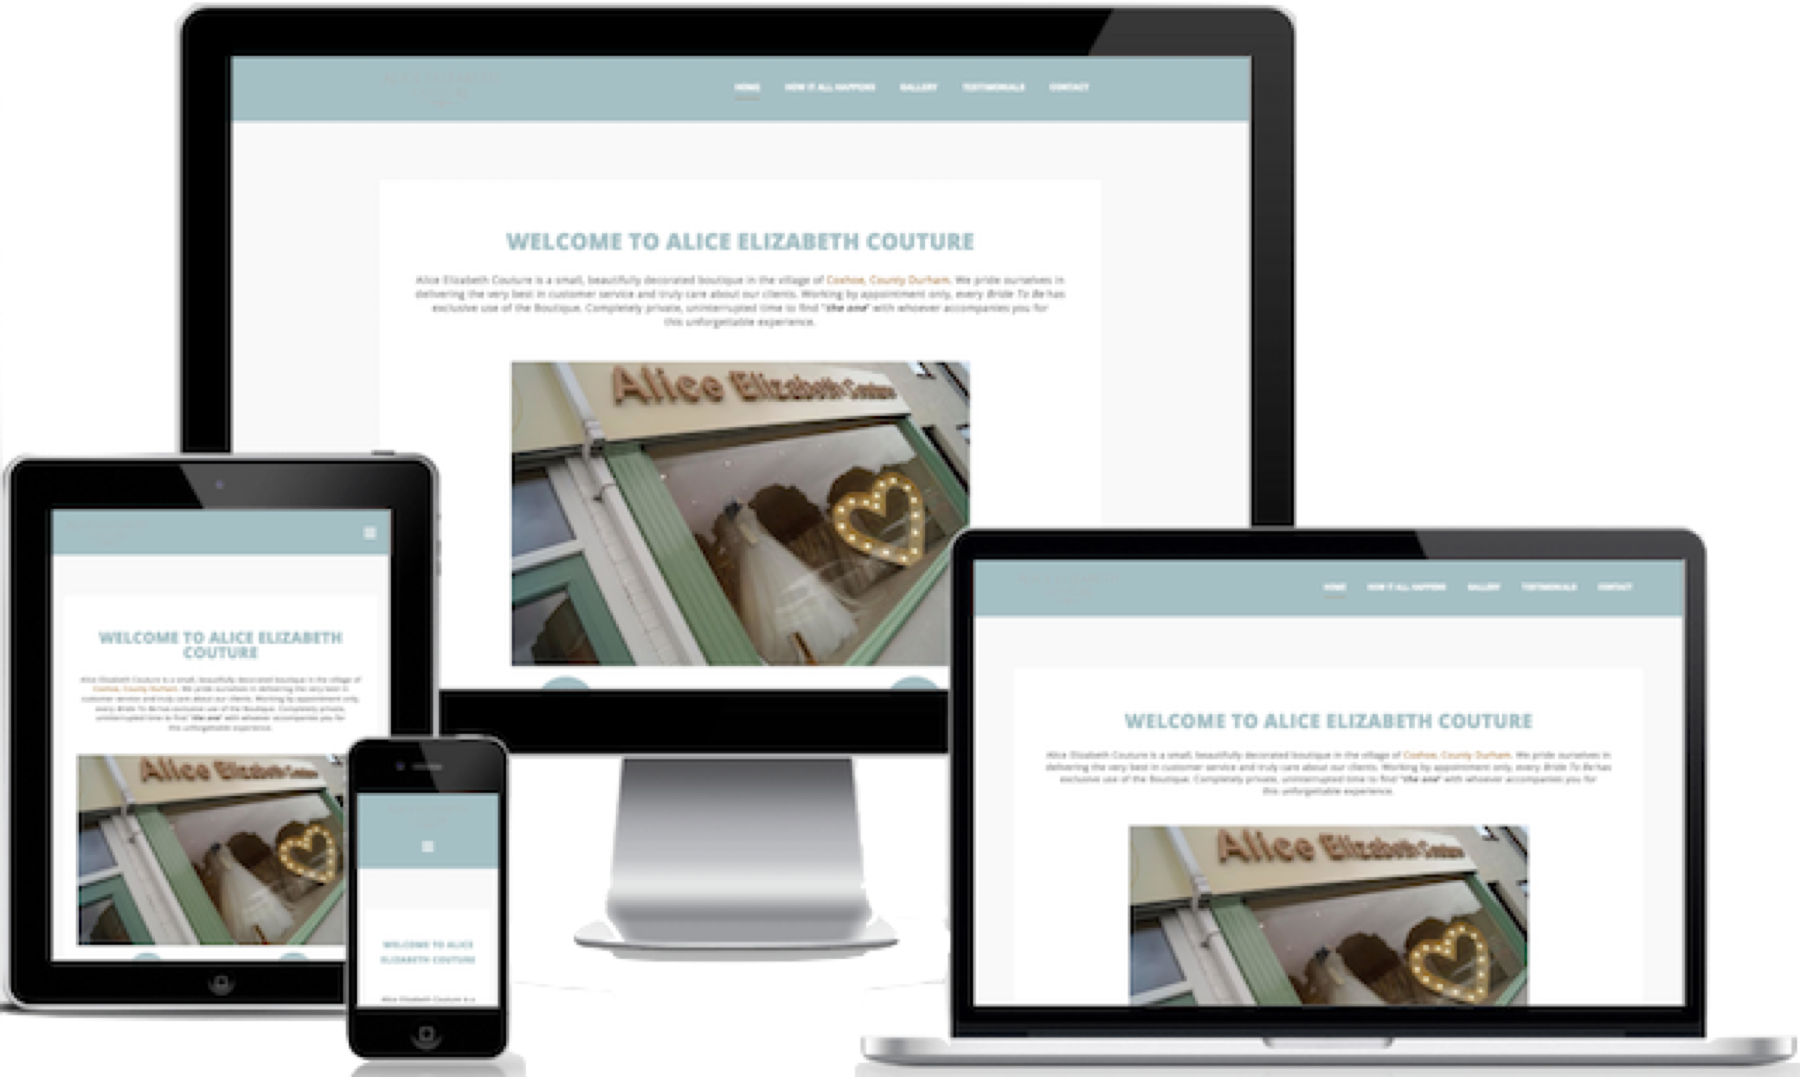 HOME HOW IT ALL HAPPENS GALLERY TESTIMONIALS CONTACT
WELCOME TO ALICE ELIZABETH COUTURE
Alice Elizabeth Couture is a small, beautifully decorated boutique in the village of Coxhoe, County Durham. We pride ourselves in
delivering the very best in customer service and truly care about our clients. Working by appointment only, every Bride To Be has
exclusive use of the Boutique. Completely private, uninterrupted time to find "the one" with whoever accompanies you for
this unforgettable experience.
Alice Elizabeth Couture
WELCOME TO ALICE ELIZABETH
COUTURE
Alice Elizabeth Couture is a small, beautifully decorated boutique in the village of
Coxhoe, County Durham. We pride ourselves in delivering the very best in
customer service and truly care about our clients. Working by appointment only,
every Bride To Be has exclusive use of the Boutique. Completely private,
uninterrupted time to find "the one" with whoever accompanies you for
this unforgettable experience.
Alice Elizabeth Couture
WELCOME TO ALICE
ELIZABETH COUTURE
Alice Elizabeth Couture is a
HOME HOW IT ALL HAPPENS GALLERY TESTIMONIALS CONTACT
WELCOME TO ALICE ELIZABETH COUTURE
Alice Elizabeth Couture is a small, beautifully decorated boutique in the village of Coxhoe, County Durham. We pride ourselves in
delivering the very best in customer service and truly care about our clients. Working by appointment only, every Bride To Be has
exclusive use of the Boutique. Completely private, uninterrupted time to find "the one" with whoever accompanies you for
this unforgettable experience.
Alice Elizabeth Couture